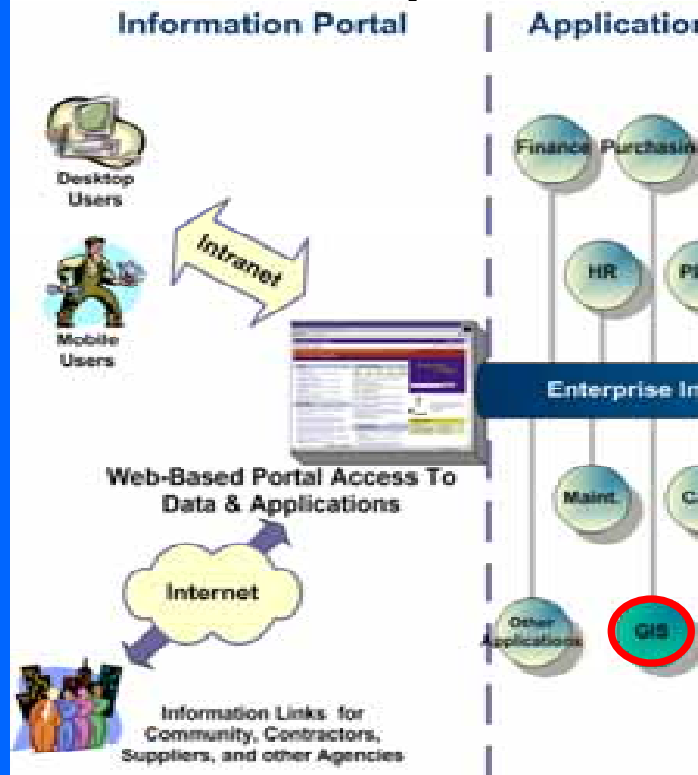 Information Portal
Application
Desktop
Users
Finance
Purchasin
Intranet
HR
Mobile
Users
Enterprise In
Web-Based Portal Access To
Data & Applications
Maint.
Internet
Other
Applications
GIS
Information Links for
Community, Contractors,
Suppliers, and other Agencies